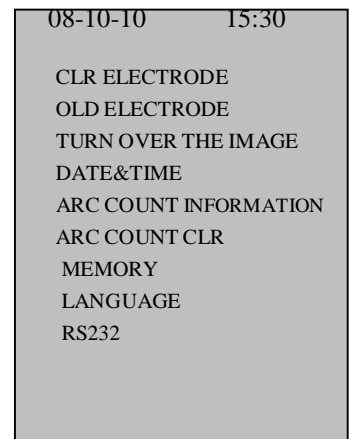 08-10-10 15:30
CLR ELECTRODE
OLD ELECTRODE
TURN OVER THE IMAGE
DATE&TIME
ARC COUNT INFORMATION
ARC COUNT CLR
MEMORY
LANGUAGE
RS232